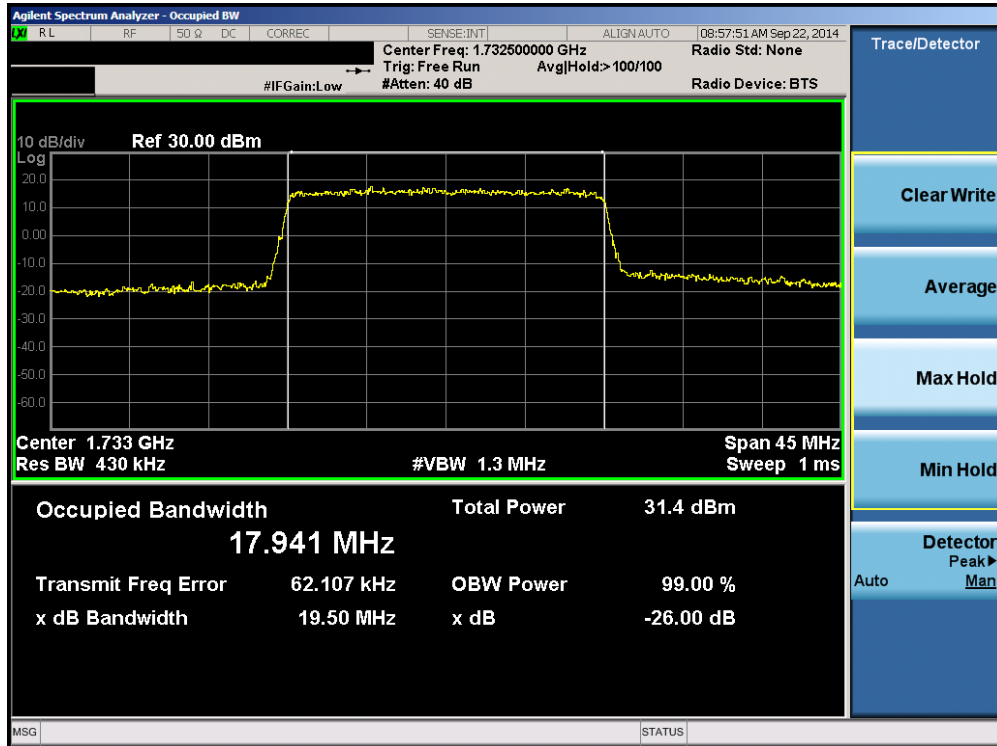 Agilent Spectrum Analyzer - Occupied BW
LXI RL RF 50 Ω DC CORREC SENSE:INT ALIGN AUTO 08:57:51 AM Sep 22, 2014
Center Freq: 1.732500000 GHz Radio Std: None
Trig: Free Run Avg|Hold:>100/100
#IFGain:Low #Atten: 40 dB Radio Device: BTS
10 dB/div Ref 30.00 dBm
Log
20.0
10.0
0.00
-10.0
-20.0
-30.0
-40.0
-50.0
-60.0
Center 1.733 GHz Span 45 MHz
Res BW 430 kHz #VBW 1.3 MHz Sweep 1 ms
Occupied Bandwidth Total Power 31.4 dBm
17.941 MHz
Transmit Freq Error 62.107 kHz OBW Power 99.00 %
x dB Bandwidth 19.50 MHz x dB -26.00 dB
MSG STATUS
Trace/Detector
Clear Write
Average
Max Hold
Min Hold
Detector
Peak▶
Auto Man